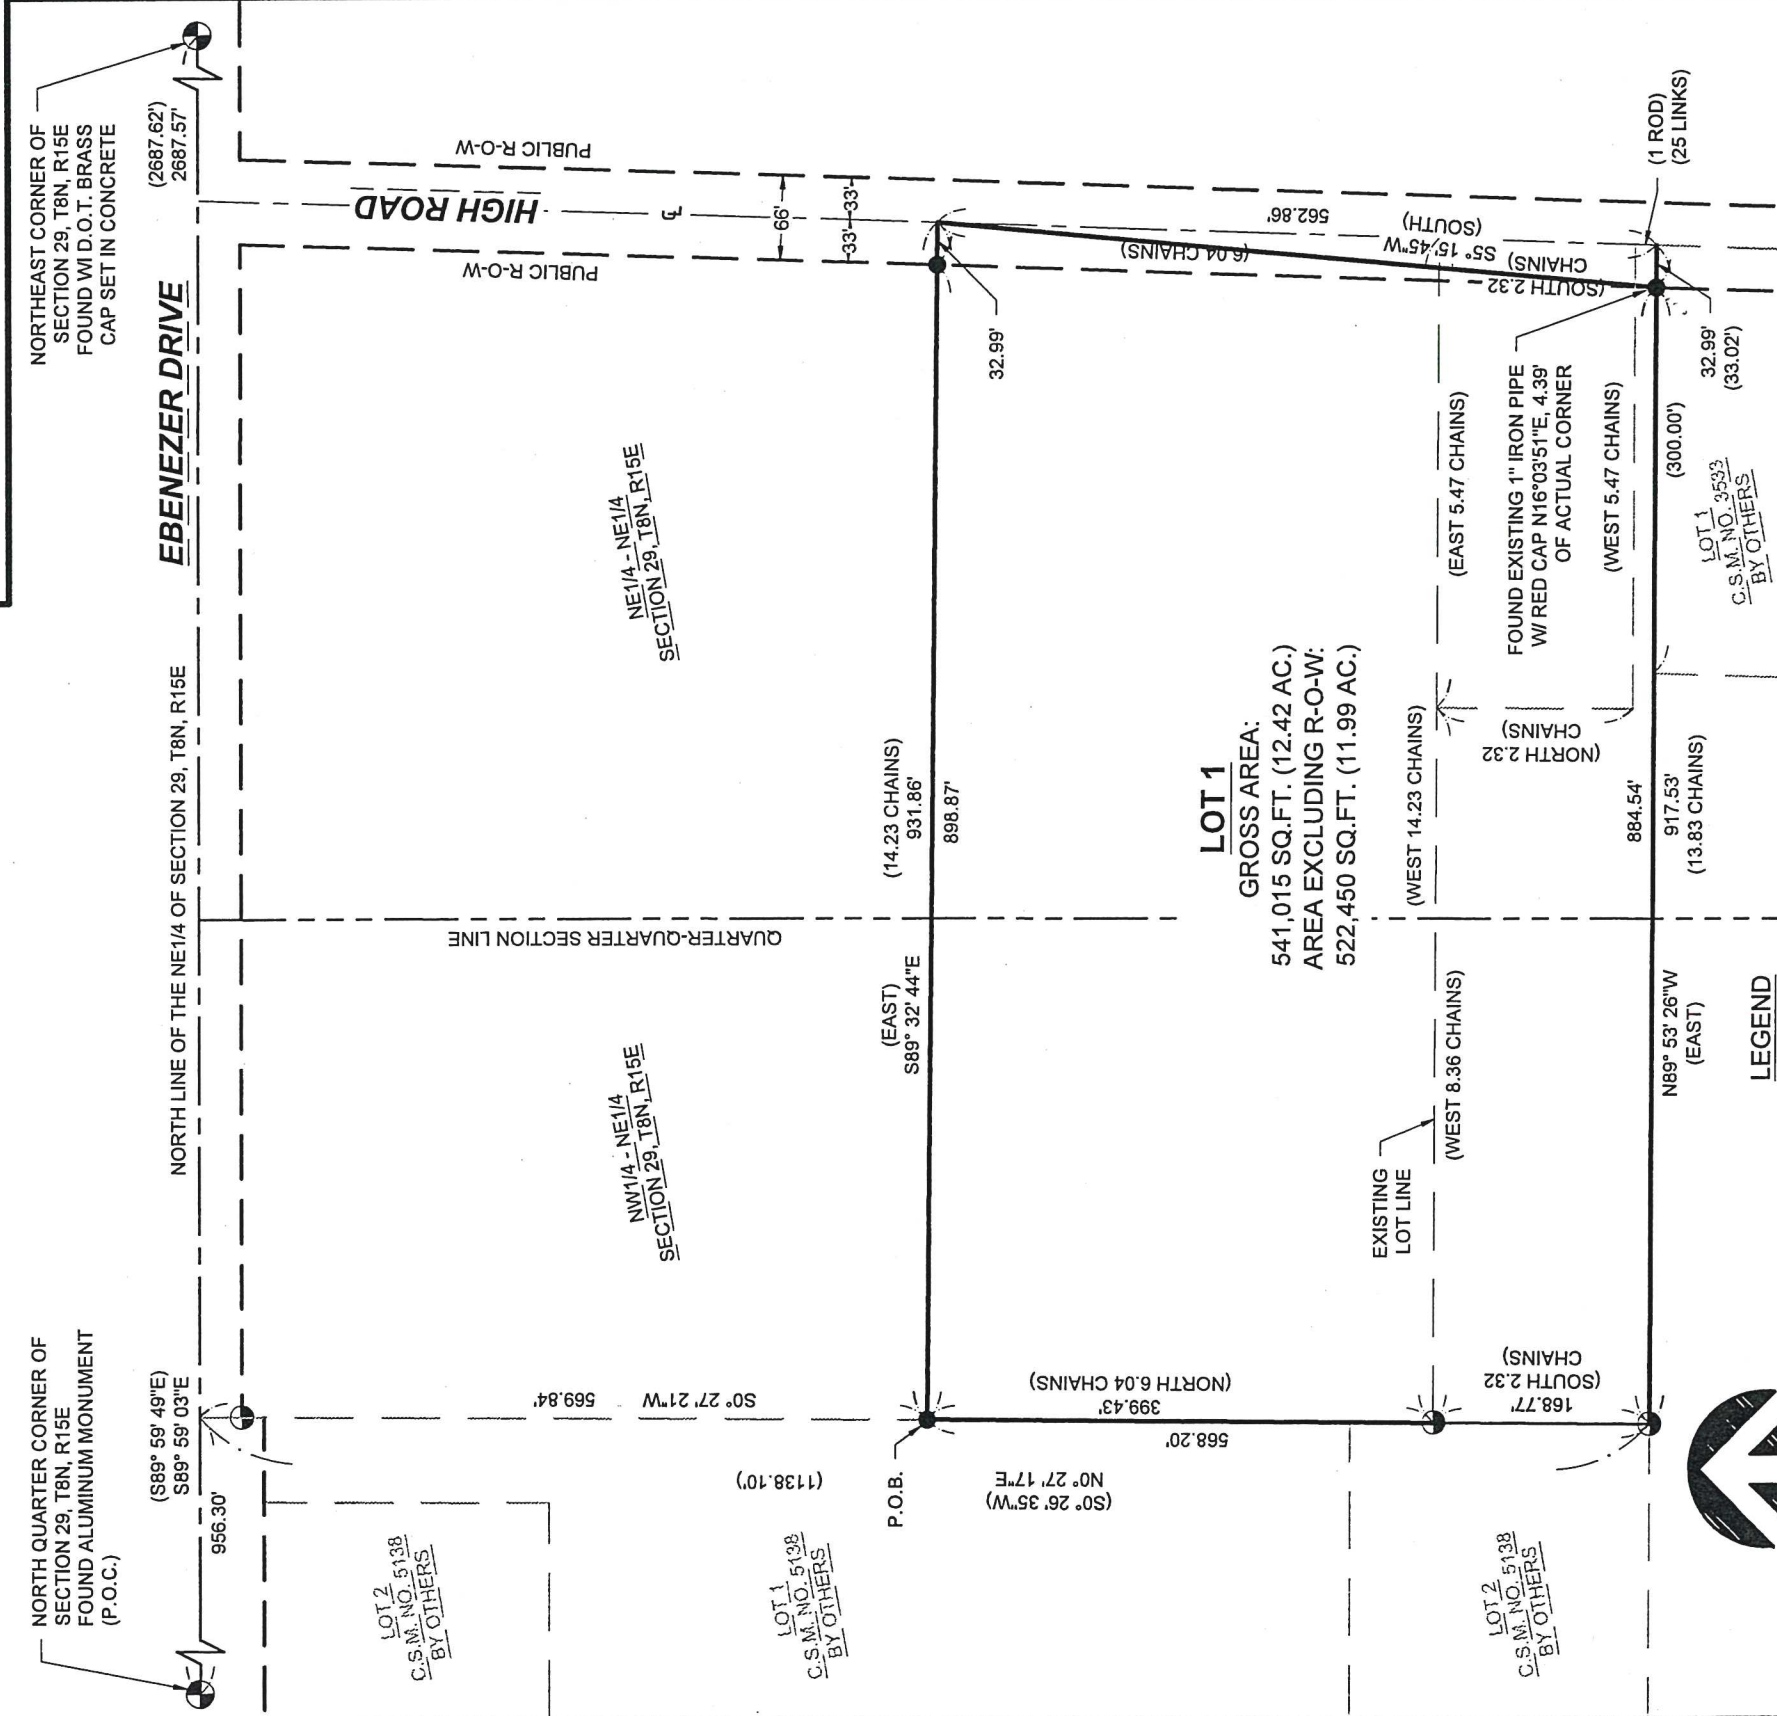 NORTH QUARTER CORNER OF
SECTION 29, T8N, R15E
FOUND ALUMINUM MONUMENT
(P.O.C.)
NORTHEAST CORNER OF
SECTION 29, T8N, R15E
FOUND W/ D.O.T. BRASS
CAP SET IN CONCRETE
(S89° 59' 49"E)
S89° 59' 03"E
956.30'
NORTH LINE OF THE NE1/4 OF SECTION 29, T8N, R15E
EBENEZER DRIVE
(2687.62')
2687.57'
LOT 2
C.S.M. NO. 5138
BY OTHERS
S0° 27' 21"W 569.84'
QUARTER-QUARTER SECTION LINE
PUBLIC R-O-W
HIGH ROAD
℄
PUBLIC R-O-W
66'
33'
33'
NW1/4 - NE1/4
SECTION 29, T8N, R15E
NE1/4 - NE1/4
SECTION 29, T8N, R15E
LOT 1
C.S.M. NO. 5138
BY OTHERS
(1138.10')
P.O.B.
(EAST)
S89° 32' 44"E
(14.23 CHAINS)
931.86'
898.87'
32.99'
(S0° 26' 35"W)
N0° 27' 17"E
568.20'
399.43'
(NORTH 6.04 CHAINS)
(6.04 CHAINS)
562.86'
(SOUTH)
S5° 15' 45"W
(SOUTH 2.32
CHAINS)
LOT 1
GROSS AREA:
541,015 SQ.FT. (12.42 AC.)
AREA EXCLUDING R-O-W:
522,450 SQ.FT. (11.99 AC.)
EXISTING
LOT LINE
(WEST 8.36 CHAINS)
(WEST 14.23 CHAINS)
(EAST 5.47 CHAINS)
LOT 2
C.S.M. NO. 5138
BY OTHERS
168.77'
(SOUTH 2.32
CHAINS)
(NORTH 2.32
CHAINS)
FOUND EXISTING 1" IRON PIPE
W/ RED CAP N16°03'51"E, 4.39'
OF ACTUAL CORNER
(WEST 5.47 CHAINS)
N89° 53' 26"W
(EAST)
884.54'
917.53'
(13.83 CHAINS)
(300.00')
32.99'
(33.02')
(1 ROD)
(25 LINKS)
LOT 1
C.S.M. NO. 3533
BY OTHERS
LEGEND